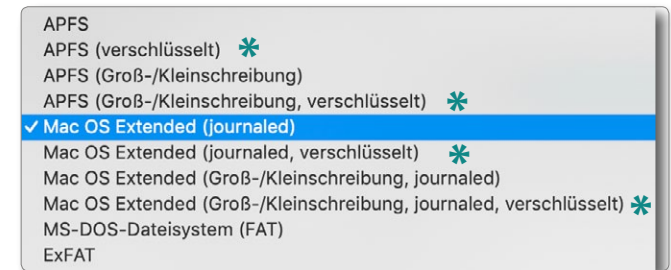 APFS
APFS (verschlüsselt) *
APFS (Groß-/Kleinschreibung)
APFS (Groß-/Kleinschreibung, verschlüsselt) *
✓ Mac OS Extended (journaled)
Mac OS Extended (journaled, verschlüsselt) *
Mac OS Extended (Groß-/Kleinschreibung, journaled)
Mac OS Extended (Groß-/Kleinschreibung, journaled, verschlüsselt) *
MS-DOS-Dateisystem (FAT)
ExFAT